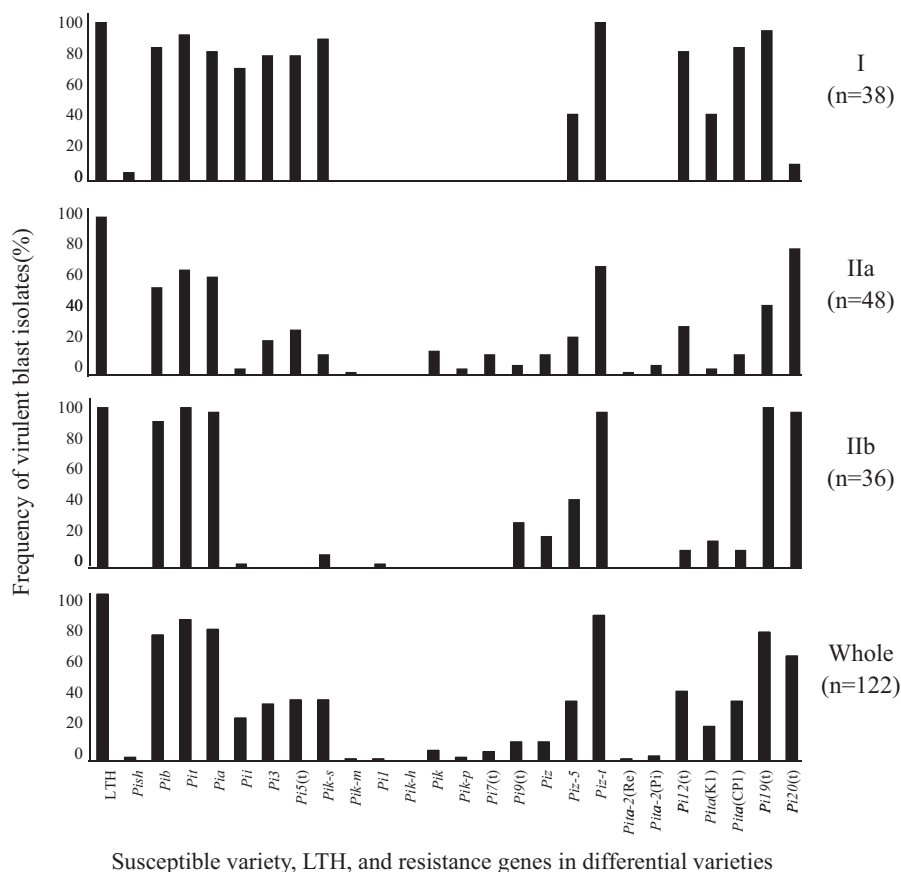 Frequency of virulent blast isolates(%)
100
80
60
40
20
0
I
(n=38)
100
80
60
40
20
0
IIa
(n=48)
100
80
60
40
20
0
IIb
(n=36)
100
80
60
40
20
0
Whole
(n=122)
LTH
Pish
Pib
Pit
Pia
Pii
Pi3
Pi5(t)
Pik-s
Pik-m
Pi1
Pik-h
Pik
Pik-p
Pi7(t)
Pi9(t)
Piz
Piz-5
Piz-t
Pita-2(Re)
Pita-2(Pi)
Pi12(t)
Pita(K1)
Pita(CP1)
Pi19(t)
Pi20(t)
Susceptible variety, LTH, and resistance genes in differential varieties